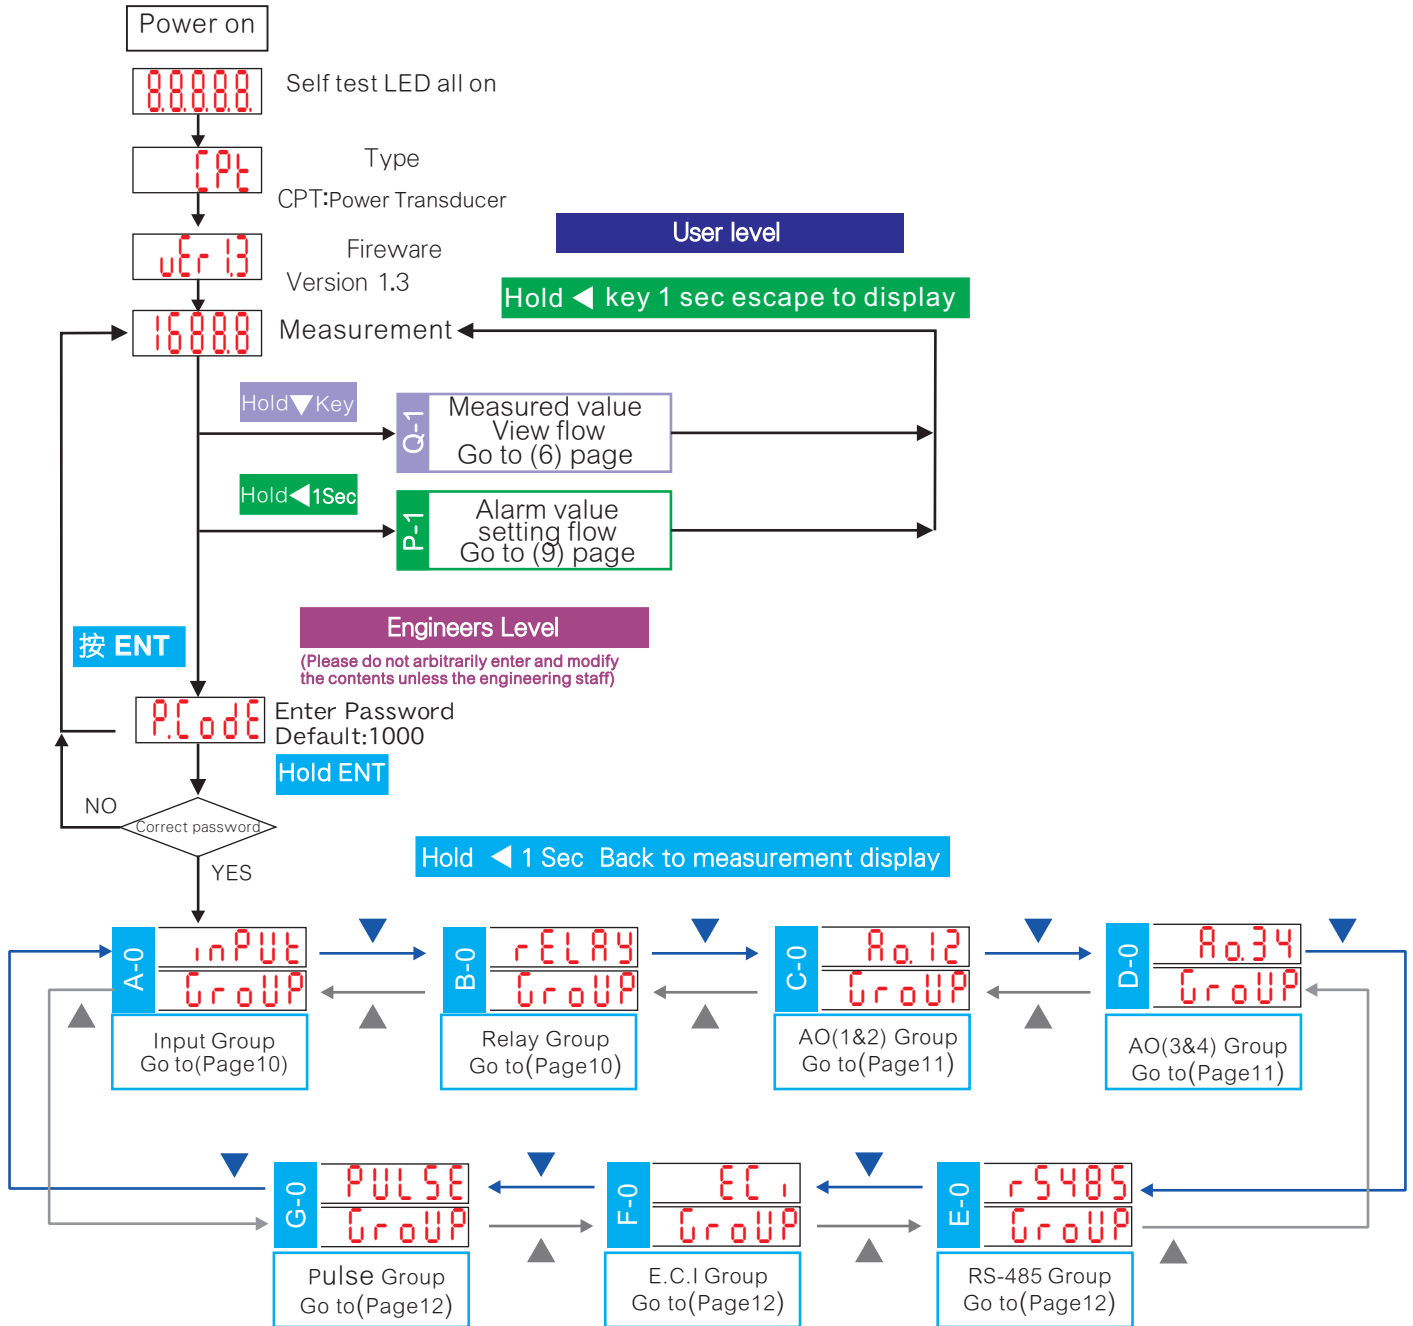 Power on
8.8.8.8.8.
Self test LED all on
CPt
Type
CPT:Power Transducer
vEr 1.3
Fireware
Version 1.3
User level
Hold ◀ key 1 sec escape to display
1688.8
Measurement
Hold▼Key
Q-1
Measured value
View flow
Go to (6) page
Hold◀1Sec
P-1
Alarm value
setting flow
Go to (9) page
按 ENT
Engineers Level
(Please do not arbitrarily enter and modify
the contents unless the engineering staff)
P.CodE
Enter Password
Default:1000
Hold ENT
NO
Correct password
YES
Hold ◀ 1 Sec Back to measurement display
A-0
inPUt
GroUP
Input Group
Go to(Page10)
B-0
rELAY
GroUP
Relay Group
Go to(Page10)
C-0
Ao.12
GroUP
AO(1&2) Group
Go to(Page11)
D-0
Ao.34
GroUP
AO(3&4) Group
Go to(Page11)
G-0
PULSE
GroUP
Pulse Group
Go to(Page12)
F-0
ECi
GroUP
E.C.I Group
Go to(Page12)
E-0
rS485
GroUP
RS-485 Group
Go to(Page12)